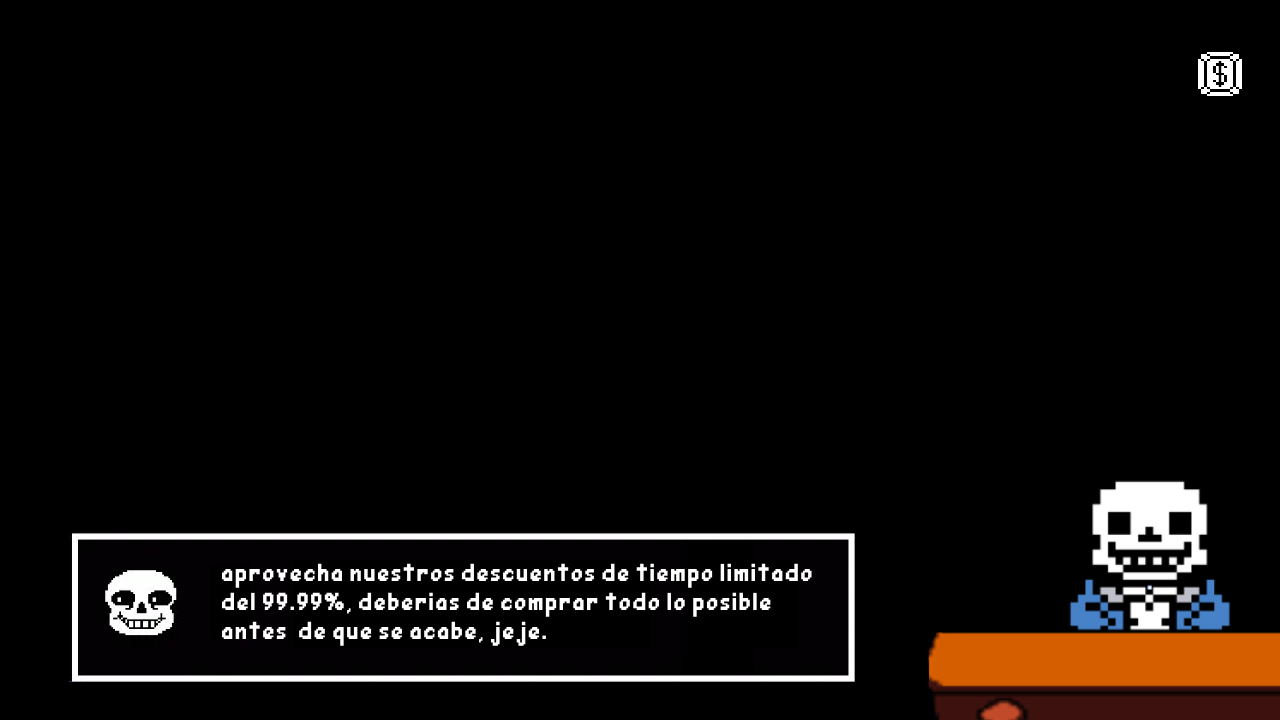 $
aprovecha nuestros descuentos de tiempo limitado
del 99.99%, deberias de comprar todo lo posible
antes de que se acabe, jeje.